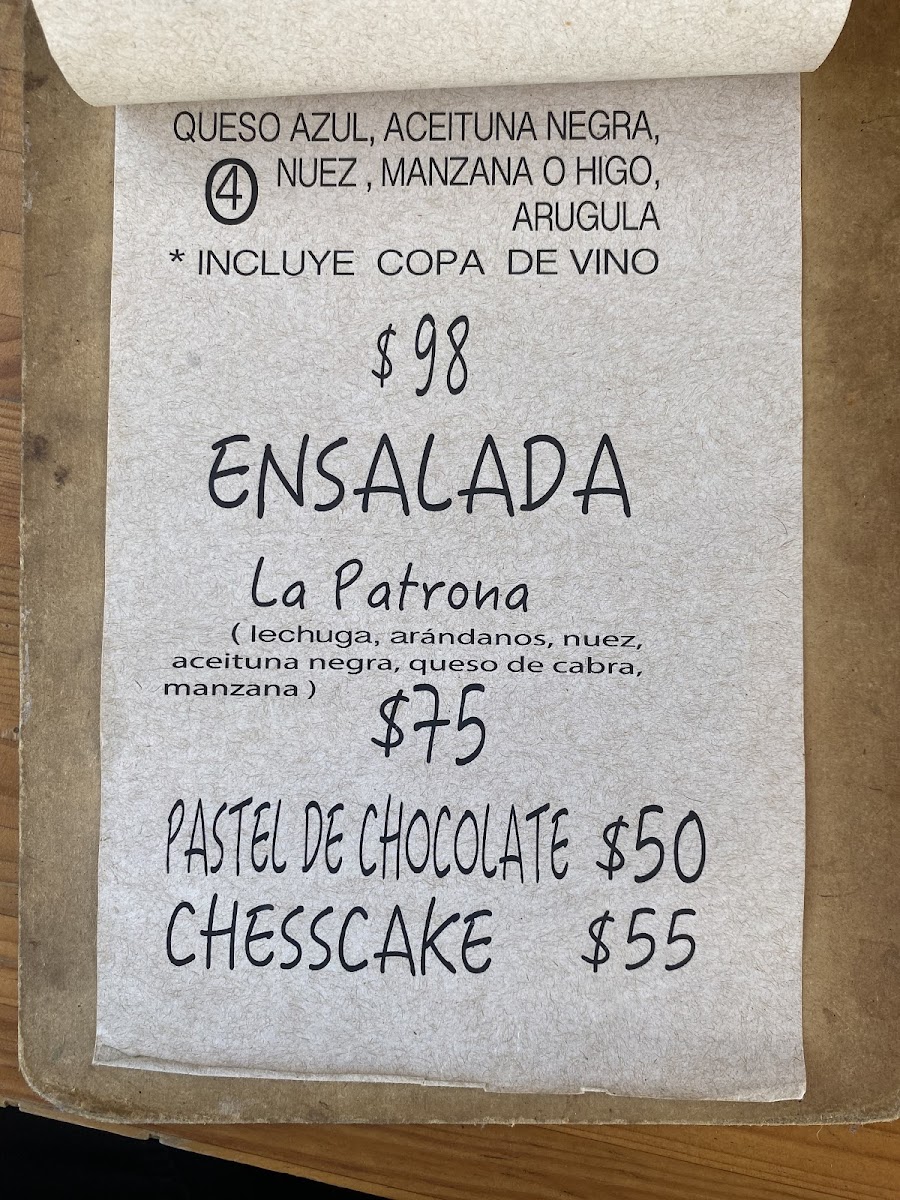 QUESO AZUL, ACEITUNA NEGRA,
④ NUEZ , MANZANA O HIGO,
ARUGULA
* INCLUYE COPA DE VINO
$98
ENSALADA
La Patrona
( lechuga, arándanos, nuez,
aceituna negra, queso de cabra,
manzana )
$75
PASTEL DE CHOCOLATE $50
CHESSCAKE $55